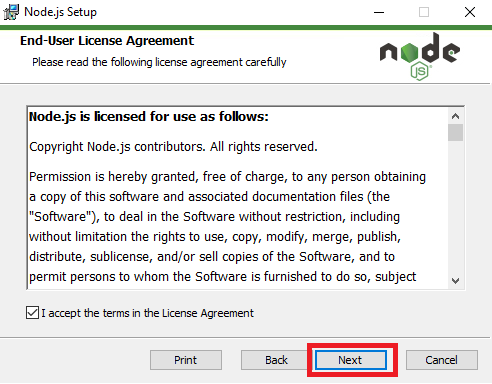 Node.js Setup
End-User License Agreement
Please read the following license agreement carefully
node
JS
Node.js is licensed for use as follows:
Copyright Node.js contributors. All rights reserved.
Permission is hereby granted, free of charge, to any person obtaining
a copy of this software and associated documentation files (the
"Software"), to deal in the Software without restriction, including
without limitation the rights to use, copy, modify, merge, publish,
distribute, sublicense, and/or sell copies of the Software, and to
permit persons to whom the Software is furnished to do so, subject
I accept the terms in the License Agreement
Print Back Next Cancel